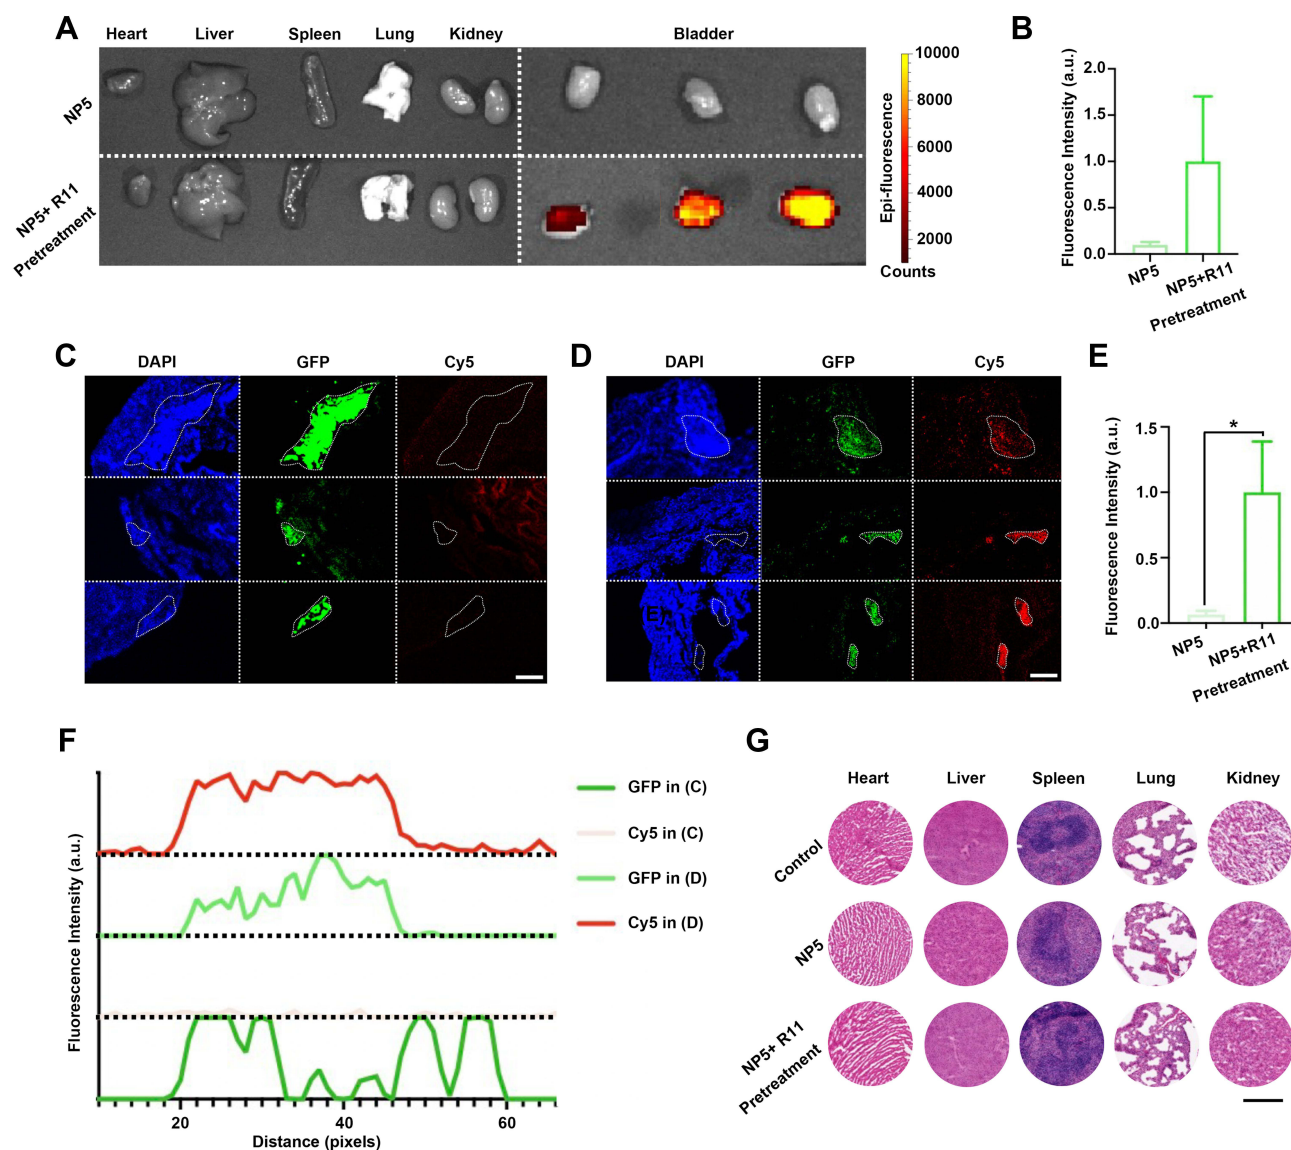 A
Heart Liver Spleen Lung Kidney Bladder
NP5
NP5+ R11
Pretreatment
10000
8000
6000
4000
2000
Epi-fluorescence
Counts
B
Fluorescence Intensity (a.u.)
2.0
1.5
1.0
0.5
0.0
NP5
NP5+R11
Pretreatment
C
DAPI GFP Cy5
D
DAPI GFP Cy5
E
Fluorescence Intensity (a.u.)
1.5
1.0
0.5
0.0
*
NP5
NP5+R11
Pretreatment
F
Fluorescence Intensity (a.u.)
20 40 60
Distance (pixels)
GFP in (C)
Cy5 in (C)
GFP in (D)
Cy5 in (D)
G
Heart Liver Spleen Lung Kidney
Control
NP5
NP5+ R11
Pretreatment